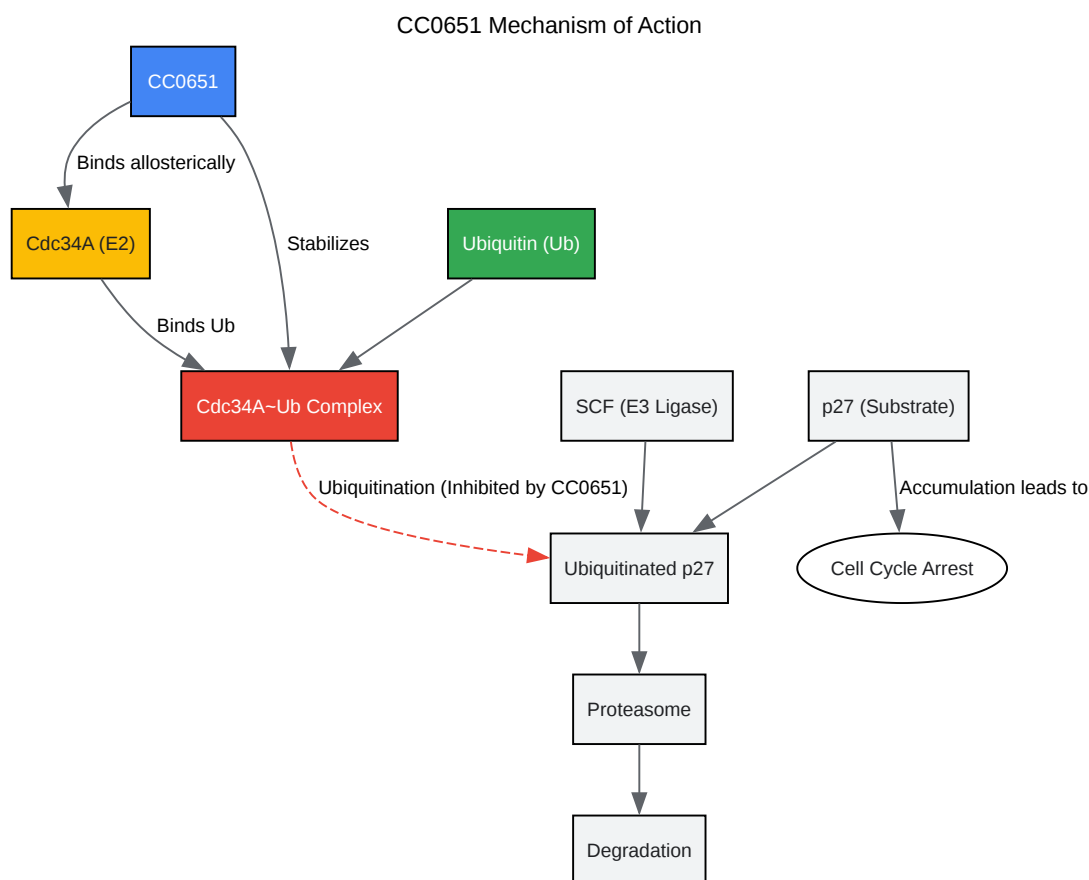 CC0651 Mechanism of Action
CC0651
Binds allosterically
Cdc34A (E2)
Stabilizes
Ubiquitin (Ub)
Binds Ub
Cdc34A~Ub Complex
SCF (E3 Ligase)
p27 (Substrate)
Ubiquitination (Inhibited by CC0651)
Accumulation leads to
Ubiquitinated p27
Cell Cycle Arrest
Proteasome
Degradation